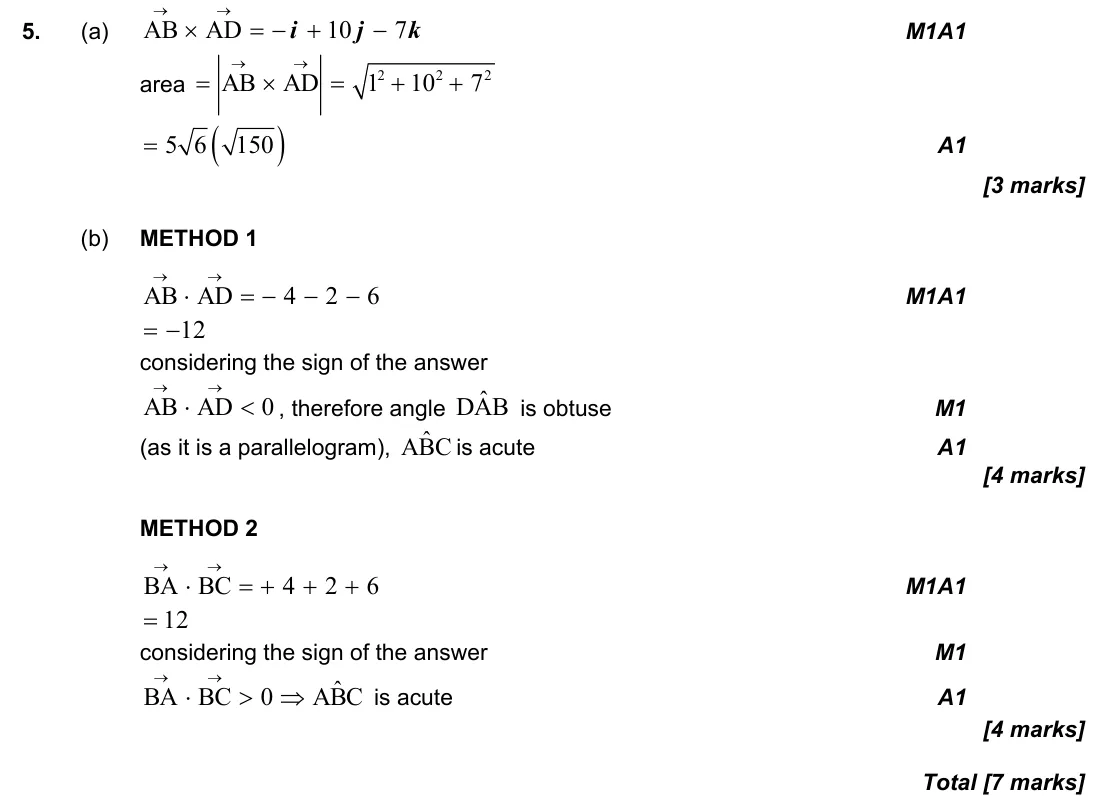 5. (a) →AB × →AD = −i + 10j − 7k M1A1
area = |→AB × →AD| = √(1² + 10² + 7²)
= 5√6(√150) A1
[3 marks]
(b) METHOD 1
→AB · →AD = − 4 − 2 − 6 M1A1
= −12
considering the sign of the answer
→AB · →AD < 0, therefore angle DÂB is obtuse M1
(as it is a parallelogram), AB̂C is acute A1
[4 marks]
METHOD 2
→BA · →BC = + 4 + 2 + 6 M1A1
= 12
considering the sign of the answer M1
→BA · →BC > 0 ⇒ AB̂C is acute A1
[4 marks]
Total [7 marks]